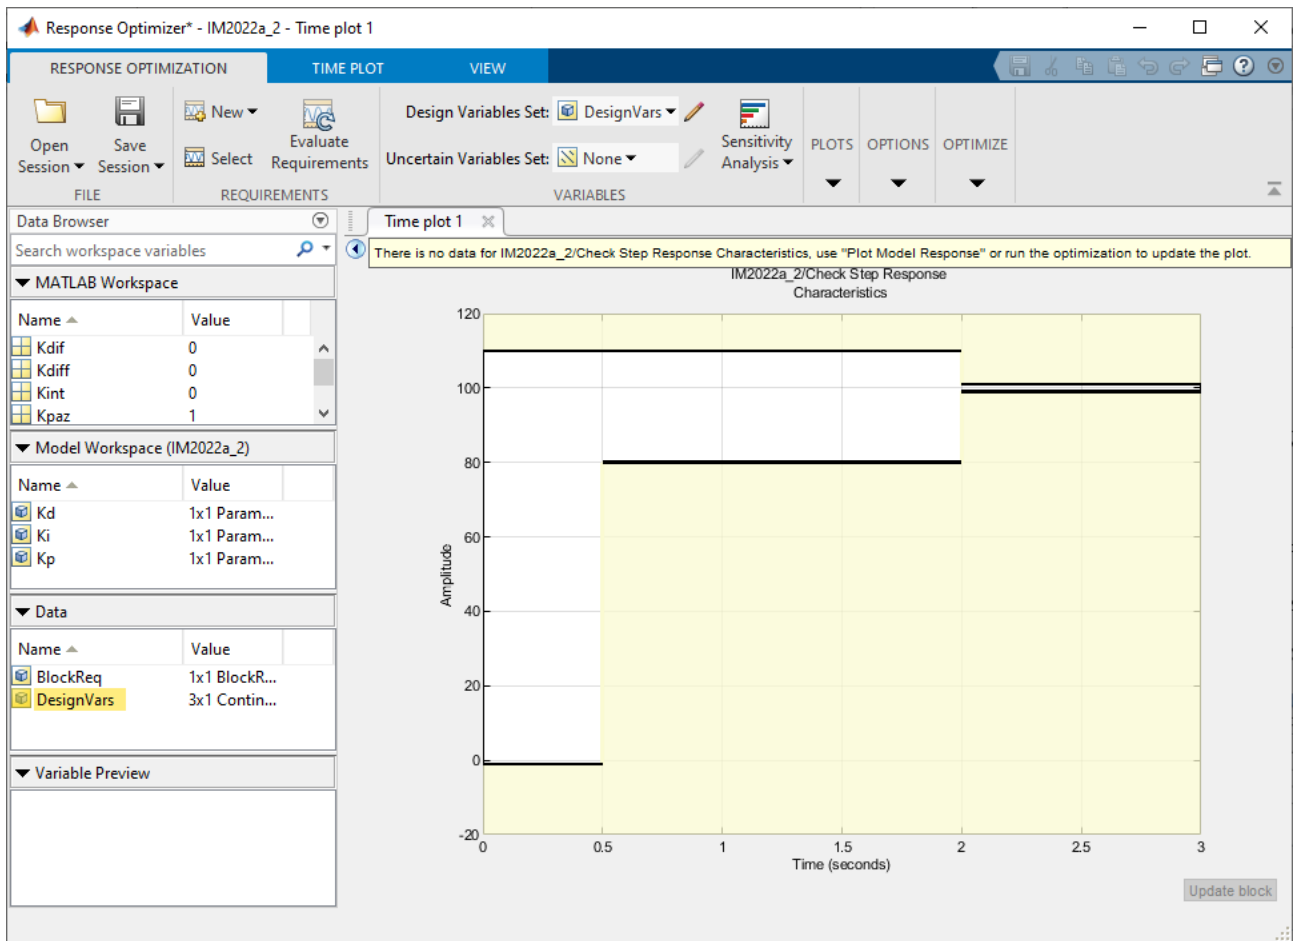 Response Optimizer* - IM2022a_2 - Time plot 1
RESPONSE OPTIMIZATION TIME PLOT VIEW
Open Session
Save Session
FILE
New
Select
Evaluate Requirements
REQUIREMENTS
Design Variables Set: DesignVars
Uncertain Variables Set: None
Sensitivity Analysis
VARIABLES
PLOTS
OPTIONS
OPTIMIZE
Data Browser
Search workspace variables
MATLAB Workspace
Name Value
Kdif 0
Kdiff 0
Kint 0
Kpaz 1
Model Workspace (IM2022a_2)
Name Value
Kd 1x1 Param...
Ki 1x1 Param...
Kp 1x1 Param...
Data
Name Value
BlockReq 1x1 BlockR...
DesignVars 3x1 Contin...
Variable Preview
Time plot 1
There is no data for IM2022a_2/Check Step Response Characteristics, use "Plot Model Response" or run the optimization to update the plot.
IM2022a_2/Check Step Response
Characteristics
120
100
80
60
40
20
0
-20
Amplitude
0 0.5 1 1.5 2 2.5 3
Time (seconds)
Update block